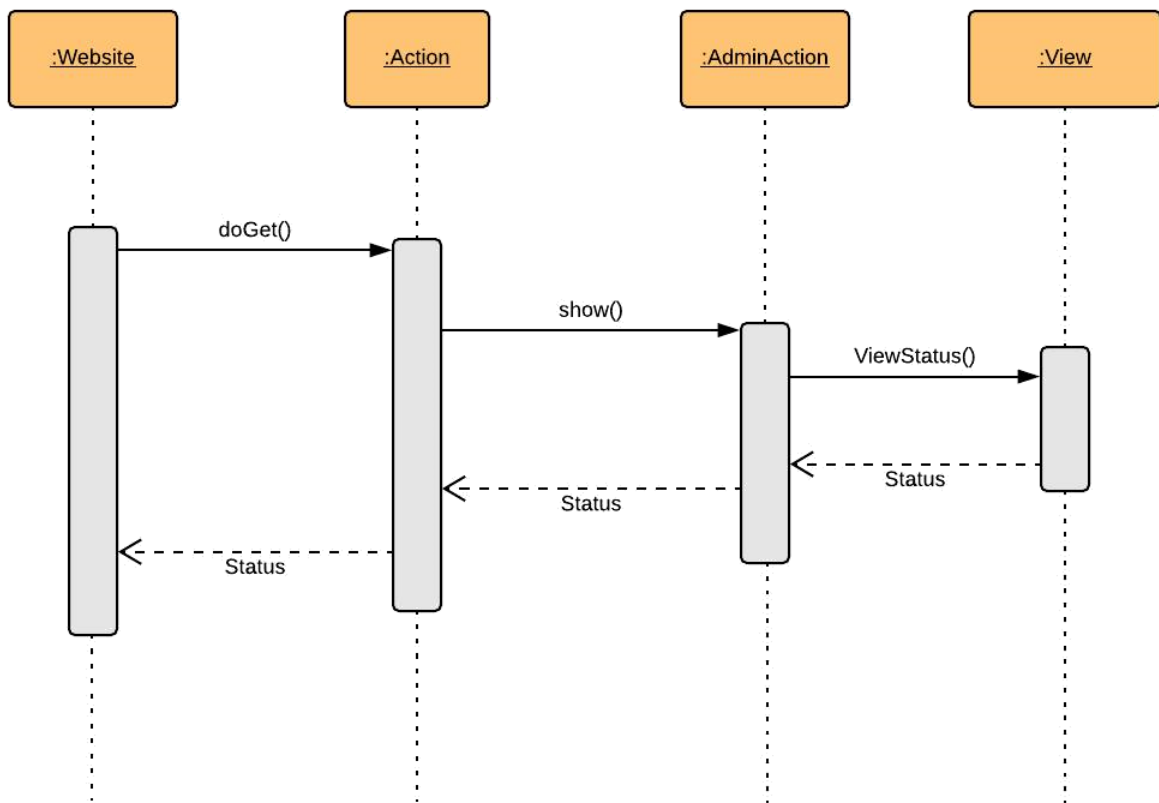 :Website
:Action
:AdminAction
:View
doGet()
show()
ViewStatus()
Status
Status
Status